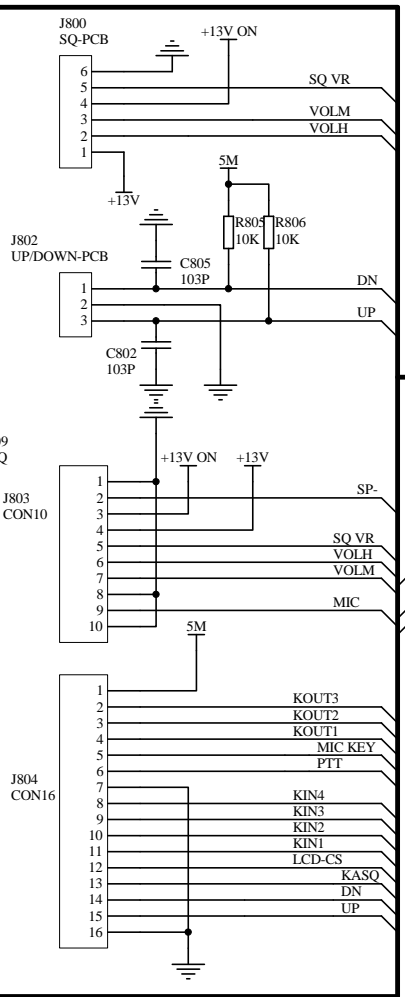 J800
SQ-PCB
+13V ON
6
5
SQ VR
4
3
VOLM
2
VOLH
1
+13V
5M
J802
UP/DOWN-PCB
R805
10K
R806
10K
C805
103P
1
DN
2
3
UP
C802
103P
09
Q
J803
CON10
+13V ON
+13V
1
2
SP-
3
4
5
SQ VR
6
VOLH
7
VOLM
8
9
MIC
10
5M
J804
CON16
1
2
KOUT3
3
KOUT2
4
KOUT1
5
MIC KEY
6
PTT
7
8
KIN4
9
KIN3
10
KIN2
11
KIN1
12
LCD-CS
13
KASQ
14
DN
15
UP
16